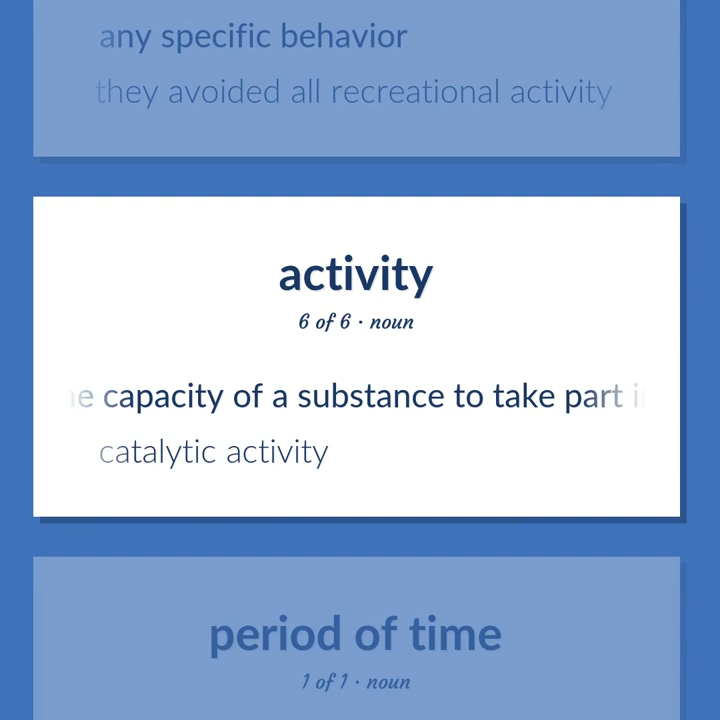 any specific behavior
they avoided all recreational activity
activity
6 of 6 · noun
capacity of a substance to take part
catalytic activity
period of time
1 of 1 · noun